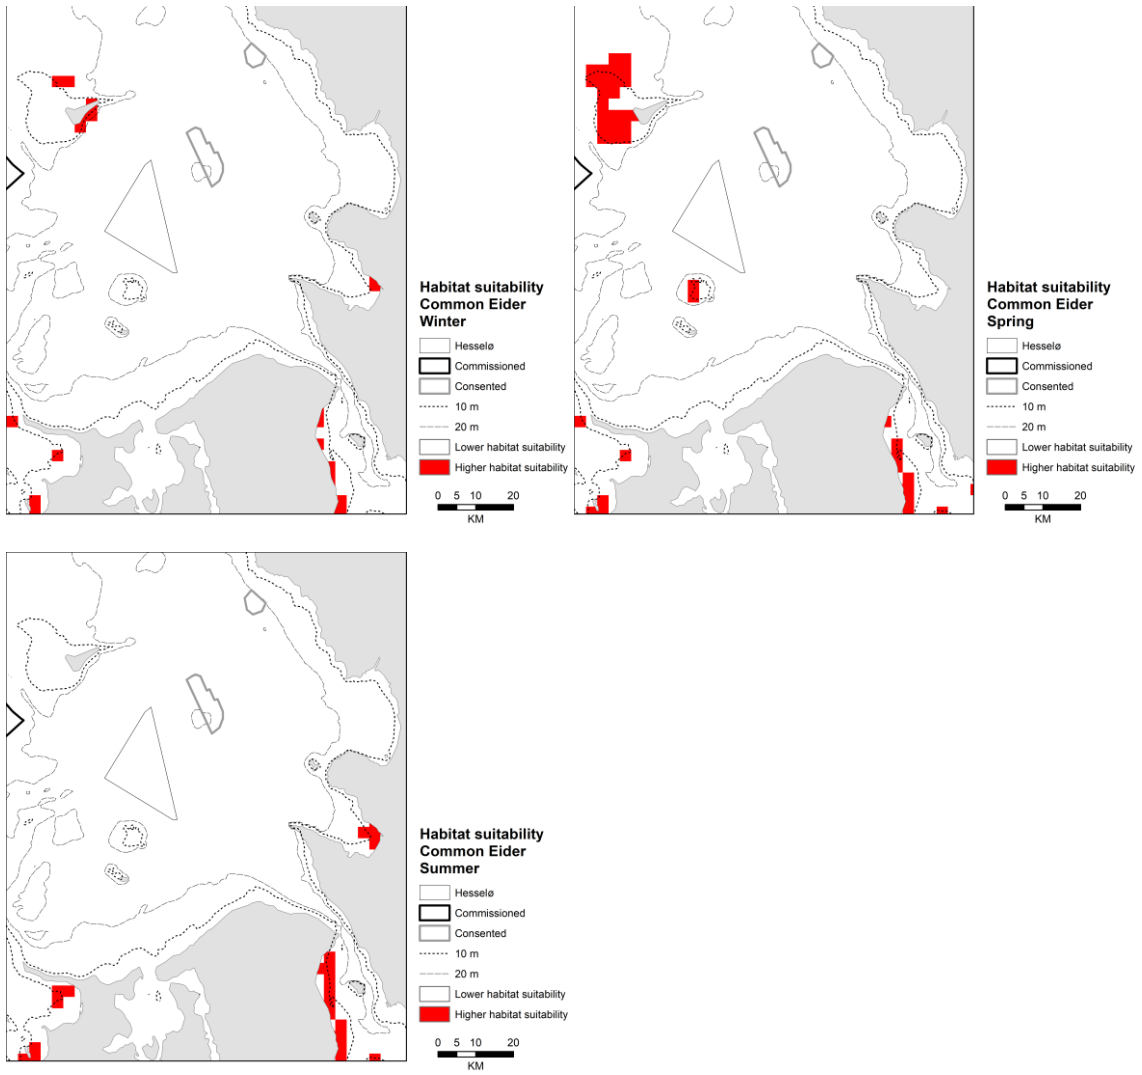 Habitat suitability
Common Eider
Winter
Hesselø
Commissioned
Consented
10 m
20 m
Lower habitat suitability
Higher habitat suitability
0 5 10 20
KM
Habitat suitability
Common Eider
Spring
Hesselø
Commissioned
Consented
10 m
20 m
Lower habitat suitability
Higher habitat suitability
0 5 10 20
KM
Habitat suitability
Common Eider
Summer
Hesselø
Commissioned
Consented
10 m
20 m
Lower habitat suitability
Higher habitat suitability
0 5 10 20
KM